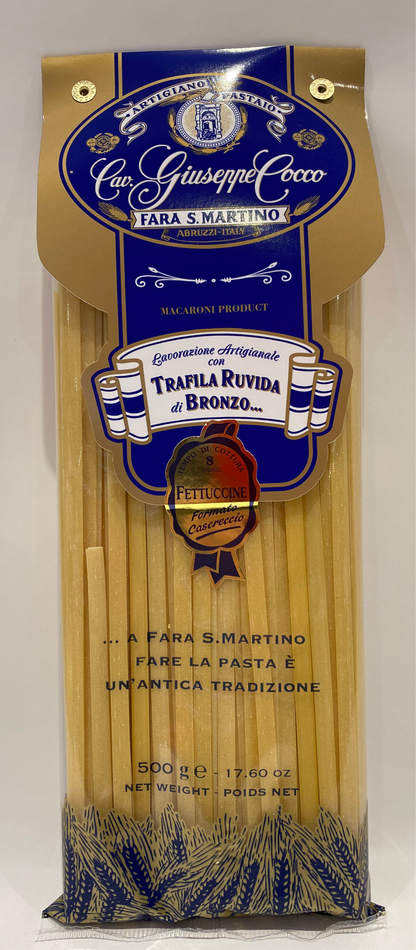 ARTIGIANO PASTAIO
Cav. Giuseppe Cocco
FARA S. MARTINO
ABRUZZI-ITALY
MACARONI PRODUCT
Lavorazione Artigianale
con
TRAFILA RUVIDA
di BRONZO...
TEMPO DI COTTURA
8
FETTUCCINE
Formato
Casereccio
... A FARA S.MARTINO
FARE LA PASTA È
UN'ANTICA TRADIZIONE
500 g e - 17.60 OZ
NET WEIGHT - POIDS NET